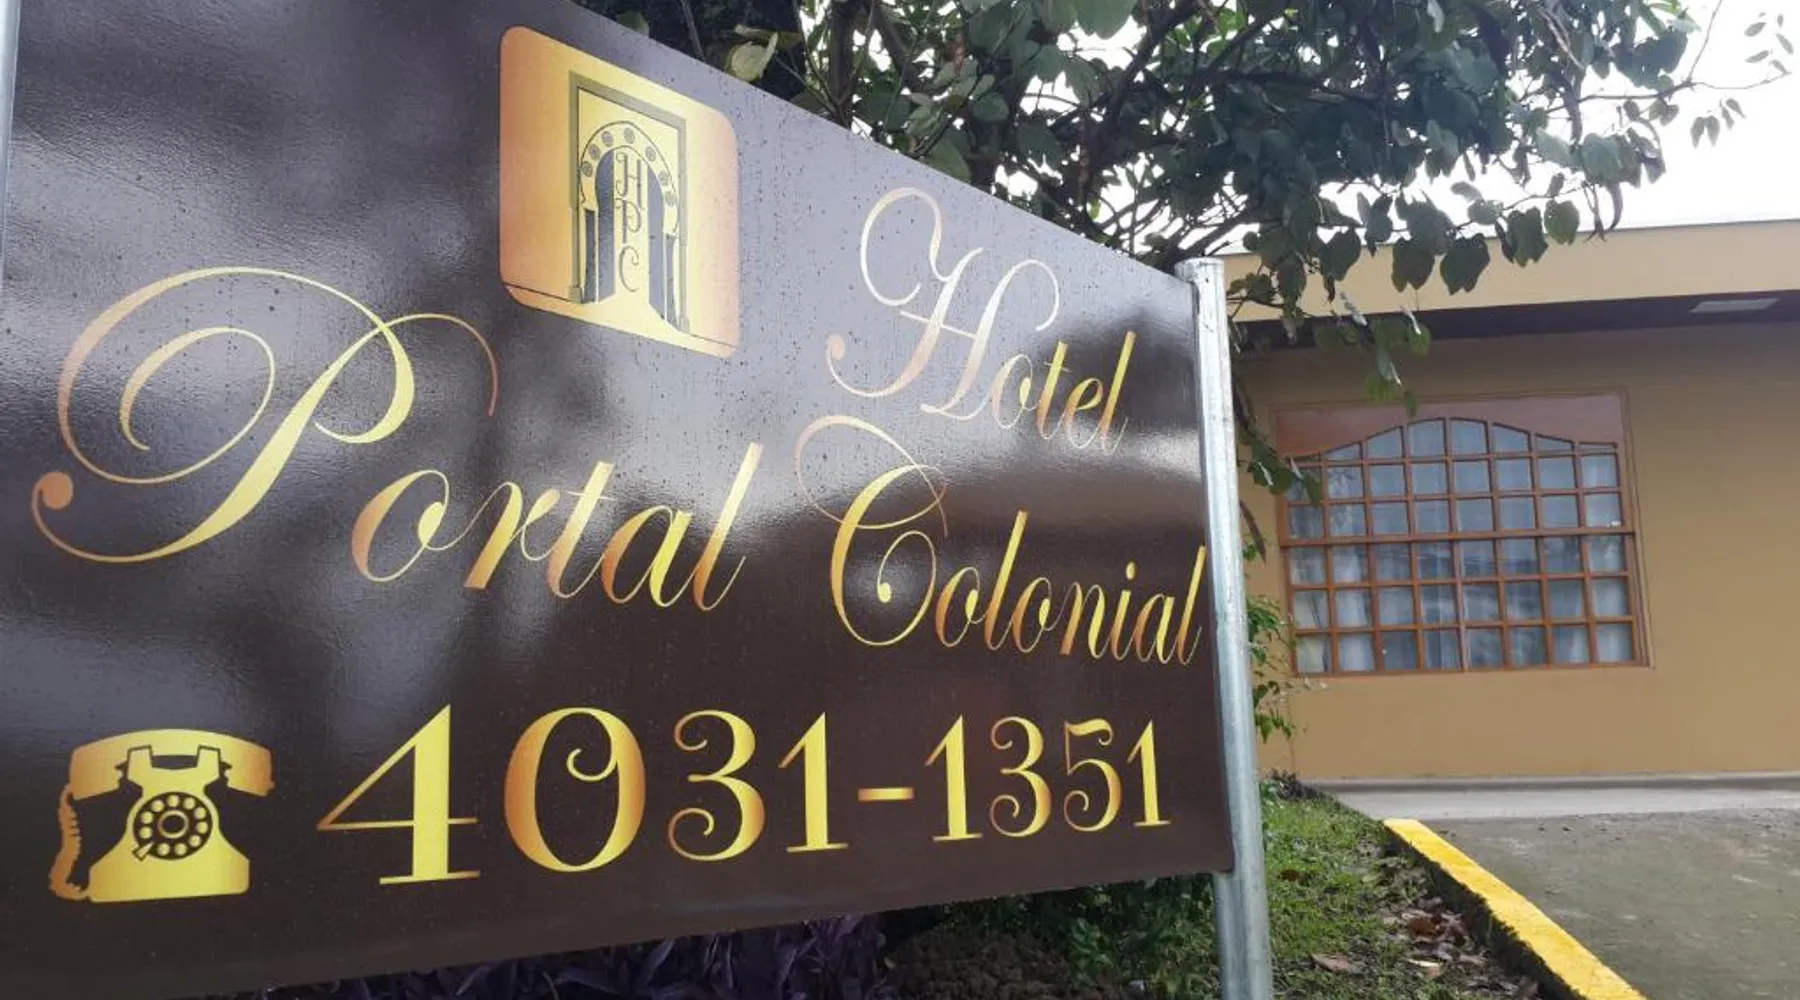 H
P
C
Hotel
Portal Colonial
4031-1351